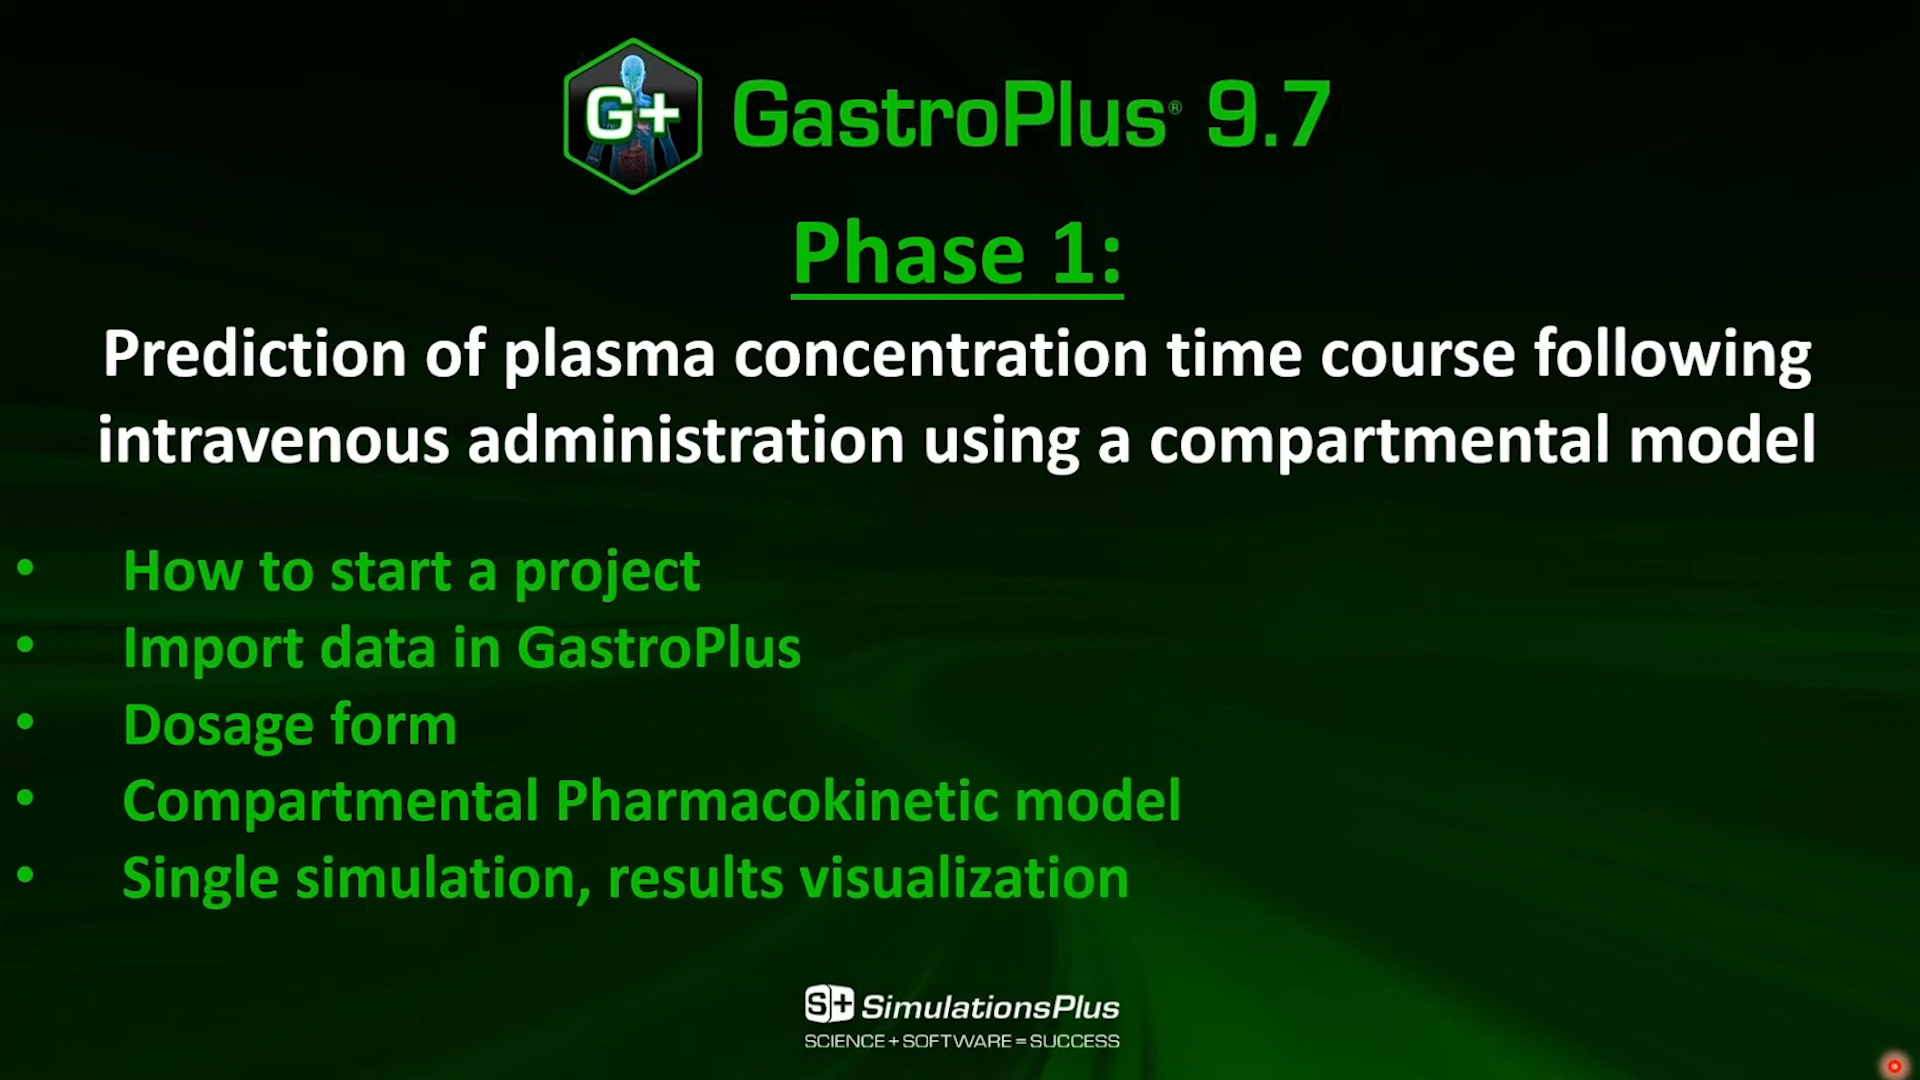 G+ GastroPlus® 9.7
Phase 1:
Prediction of plasma concentration time course following
intravenous administration using a compartmental model
• How to start a project
• Import data in GastroPlus
• Dosage form
• Compartmental Pharmacokinetic model
• Single simulation, results visualization
S+ SimulationsPlus
SCIENCE + SOFTWARE = SUCCESS